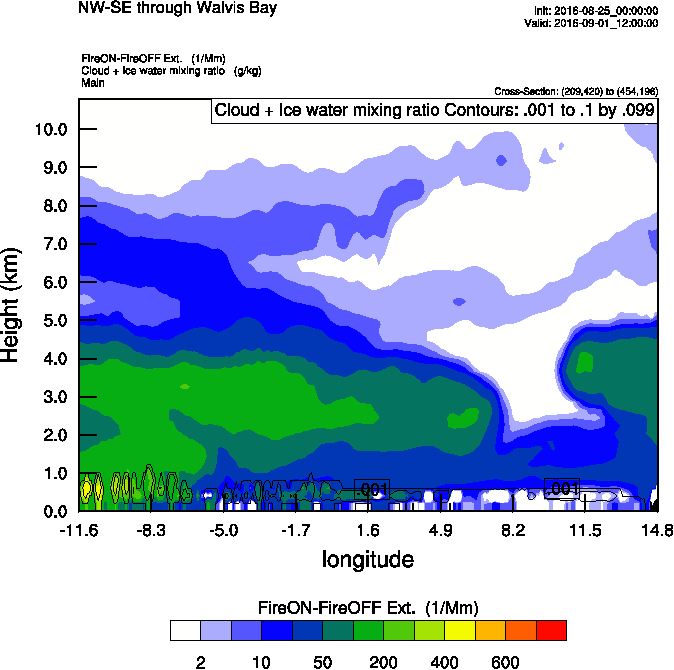 NW-SE through Walvis Bay
Init: 2016-08-25_00:00:00
Valid: 2016-09-01_12:00:00
FireON-FireOFF Ext. (1/Mm)
Cloud + Ice water mixing ratio (g/kg)
Main
Cross-Section: (209,420) to (454,196)
Cloud + Ice water mixing ratio Contours: .001 to .1 by .099
10.0
9.0
8.0
7.0
6.0
5.0
4.0
3.0
2.0
1.0
0.0
Height (km)
.001
.001
-11.6 -8.3 -5.0 -1.7 1.6 4.9 8.2 11.5 14.8
longitude
FireON-FireOFF Ext. (1/Mm)
2 10 50 200 400 600